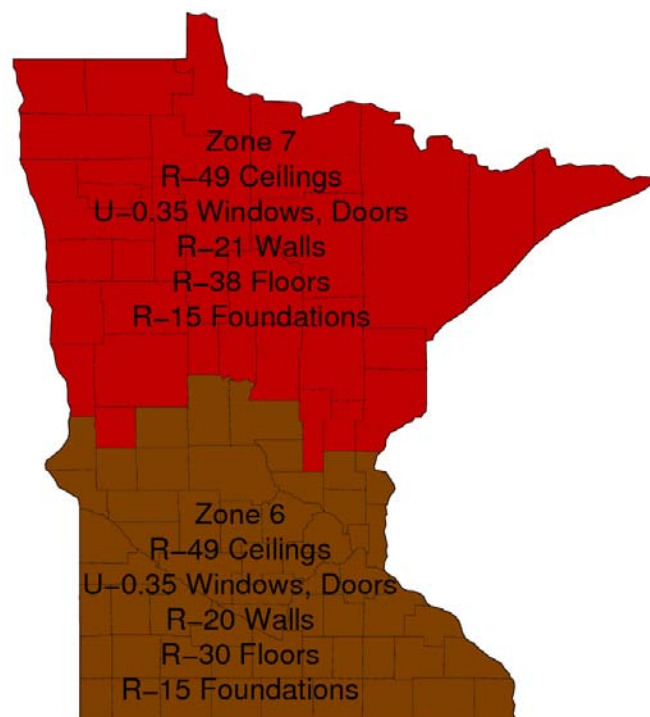 Zone 7
R−49 Ceilings
U−0.35 Windows, Doors
R−21 Walls
R−38 Floors
R−15 Foundations
Zone 6
R−49 Ceilings
U−0.35 Windows, Doors
R−20 Walls
R−30 Floors
R−15 Foundations